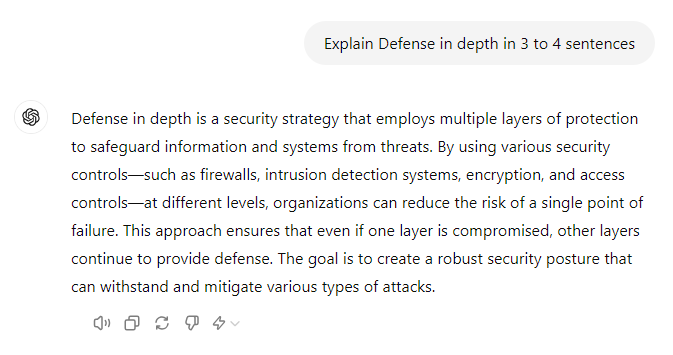 Explain Defense in depth in 3 to 4 sentences
Defense in depth is a security strategy that employs multiple layers of protection
to safeguard information and systems from threats. By using various security
controls—such as firewalls, intrusion detection systems, encryption, and access
controls—at different levels, organizations can reduce the risk of a single point of
failure. This approach ensures that even if one layer is compromised, other layers
continue to provide defense. The goal is to create a robust security posture that
can withstand and mitigate various types of attacks.